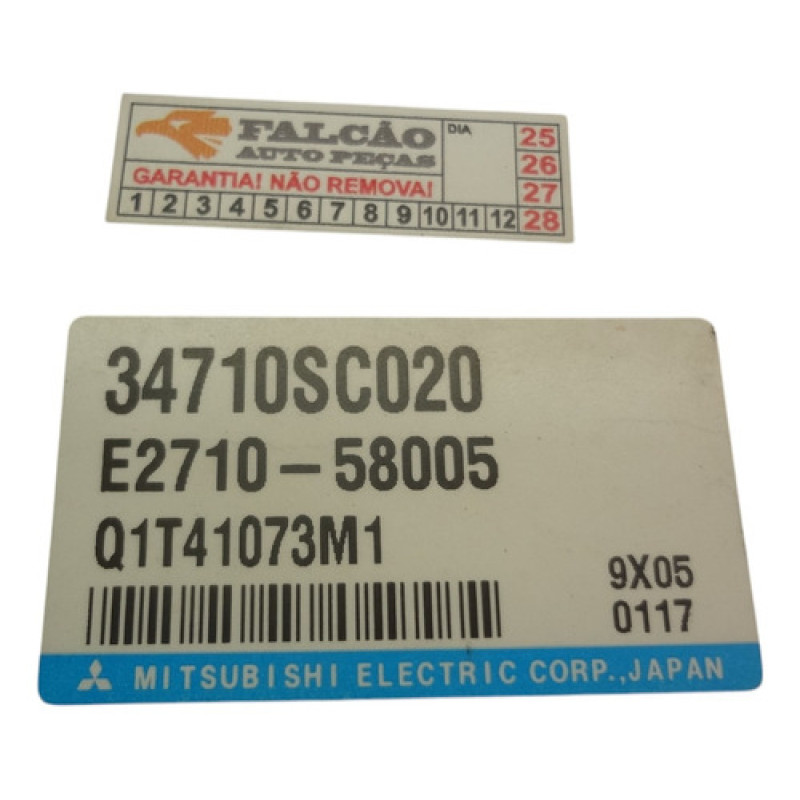 FALCÃO
AUTO PEÇAS
GARANTIA! NÃO REMOVA!
1 2 3 4 5 6 7 8 9 10 11 12
DIA
25
26
27
28
34710SC020
E2710-58005
Q1T41073M1
9X05
0117
MITSUBISHI ELECTRIC CORP.,JAPAN